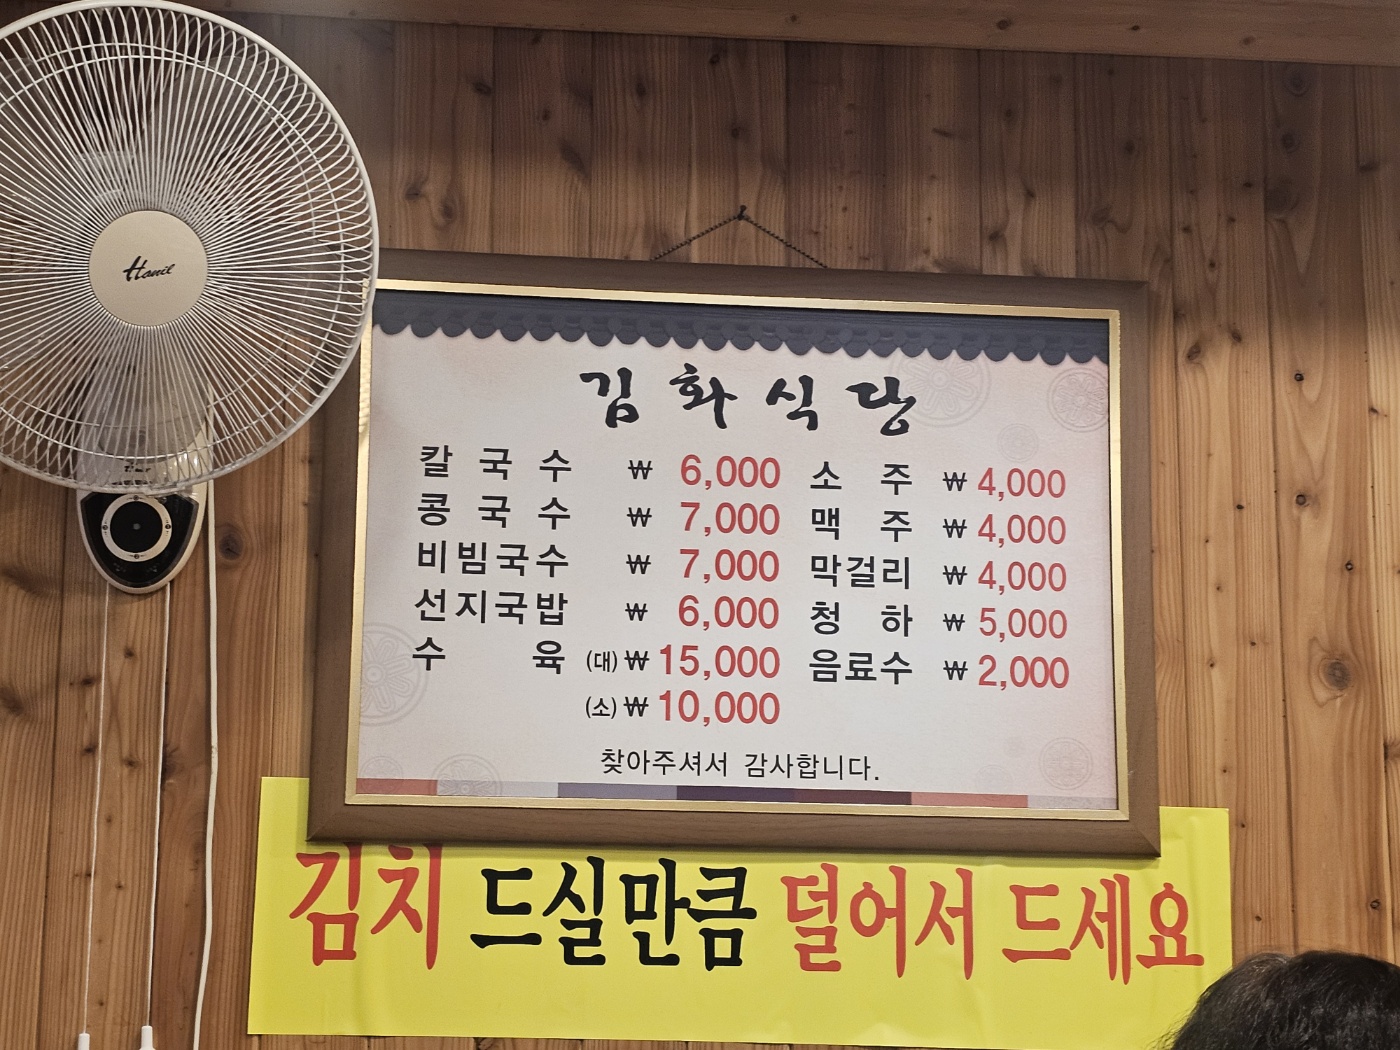 Hanil
김화식당
칼국수 ₩ 6,000
콩국수 ₩ 7,000
비빔국수 ₩ 7,000
선지국밥 ₩ 6,000
수육 (대) ₩ 15,000
(소) ₩ 10,000
소주 ₩ 4,000
맥주 ₩ 4,000
막걸리 ₩ 4,000
청하 ₩ 5,000
음료수 ₩ 2,000
찾아주셔서 감사합니다.
김치 드실만큼 덜어서 드세요